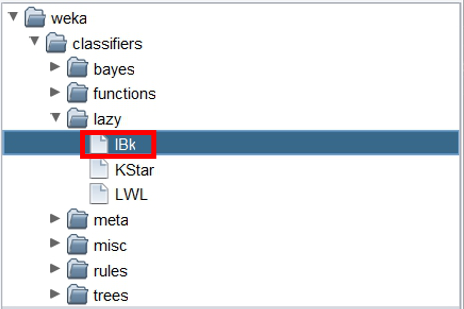 weka
classifiers
bayes
functions
lazy
IBk
KStar
LWL
meta
misc
rules
trees